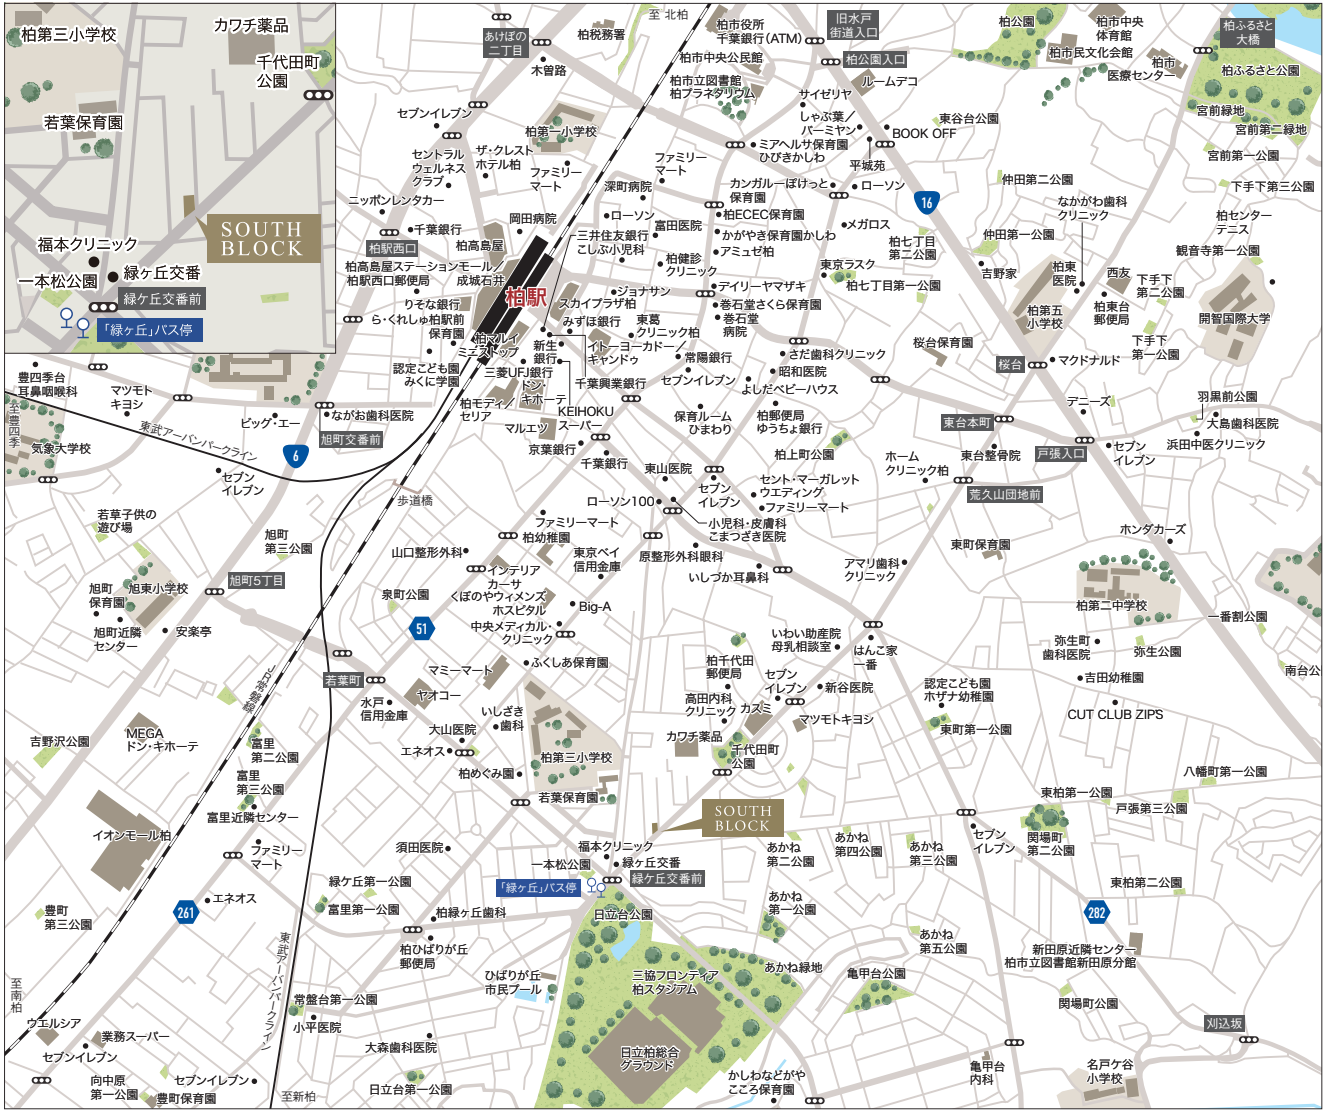 柏第三小学校
カワチ薬品
千代田町
公園
若葉保育園
SOUTH
BLOCK
福本クリニック
緑ヶ丘交番
一本松公園
緑ケ丘交番前
「緑ヶ丘」バス停
至 北柏
あけぼの
二丁目
木曽路
柏税務署
柏市役所
千葉銀行(ATM)
柏市中央公民館
柏市立図書館
柏プラネタリウム
旧水戸
街道入口
柏公園入口
ルームデコ
柏公園
柏市中央
体育館
柏市民文化会館
柏市
医療センター
柏ふるさと
大橋
柏ふるさと公園
宮前緑地
宮前第二緑地
宮前第一公園
下手下第三公園
セブンイレブン
柏第一小学校
サイゼリヤ
しゃぶ葉/
バーミヤン
BOOK OFF
東谷台公園
ミアヘルサ保育園
ひびきかしわ
平城苑
セントラル
ウェルネス
クラブ
ザ・クレスト
ホテル柏
ファミリー
マート
ファミリー
マート
深町病院
カンガルーぽけっと
保育園
ローソン
16
仲田第二公園
なかがわ歯科
クリニック
仲田第一公園
ニッポンレンタカー
千葉銀行
柏駅西口
柏高島屋
岡田病院
ローソン
富田医院
三井住友銀行
こしぶ小児科
柏健診
クリニック
柏ECEC保育園
かがやき保育園かしわ
アミュゼ柏
メガロス
柏七丁目
第二公園
吉野家
柏東
医院
西友
下手下
第二公園
柏センター
テニス
観音寺第一公園
柏高島屋ステーションモール/
柏駅西口郵便局
成城石井
柏駅
ジョナサン
デイリーヤマザキ
東京ラスク
柏七丁目第一公園
巻石堂さくら保育園
巻石堂
病院
りそな銀行
ら・くれしゅ柏駅前
保育園
スカイプラザ柏
みずほ銀行
東葛
クリニック柏
柏第五
小学校
柏東台
郵便局
開智国際大学
下手下
第一公園
柏マルイ
ミニストップ
新生
銀行
イトーヨーカドー/
キャンドゥ
常陽銀行
さだ歯科クリニック
桜台保育園
桜台
マクドナルド
認定こども園
みくに学園
三菱UFJ銀行
ドン・
キホーテ
千葉興業銀行
セブンイレブン
昭和医院
よしだベビーハウス
デニーズ
羽黒前公園
柏モディ/
セリア
KEIHOKU
スーパー
マルエツ
保育ルーム
ひまわり
柏郵便局
ゆうちょ銀行
東台本町
大島歯科医院
浜田中医クリニック
豊四季台
耳鼻咽喉科
マツモト
キヨシ
至豊四季
東武アーバンパークライン
ビッグ・エー
ながお歯科医院
旭町交番前
気象大学校
6
セブン
イレブン
歩道橋
京葉銀行
千葉銀行
東山医院
柏上町公園
ホーム
クリニック柏
東台整骨院
戸張入口
セブン
イレブン
荒久山団地前
ローソン100
セブン
イレブン
セント・マーガレット
ウエディング
ファミリーマート
小児科・皮膚科
こまつざき医院
若草子供の
遊び場
旭町
第三公園
ファミリーマート
柏幼稚園
山口整形外科
東京ベイ
信用金庫
原整形外科眼科
いしづか耳鼻科
アマリ歯科
クリニック
東町保育園
ホンダカーズ
旭町
保育園
旭東小学校
旭町5丁目
インテリア
カーサ
くぼのやウィメンズ
ホスピタル
泉町公園
Big-A
柏第二中学校
旭町近隣
センター
安楽亭
51
中央メディカル・
クリニック
一番割公園
ふくしあ保育園
マミーマート
柏千代田
郵便局
いわい助産院
母乳相談室
はんこ家
一番
弥生町
歯科医院
弥生公園
南台公
若葉町
ヤオコー
水戸
信用金庫
いしざき
歯科
高田内科
クリニック
セブン
イレブン
新谷医院
認定こども園
ホザナ幼稚園
吉田幼稚園
CUT CLUB ZIP'S
JR常磐線
MEGA
ドン・キホーテ
吉野沢公園
富里
第二公園
大山医院
エネオス
柏第三小学校
カワチ薬品
カスミ
マツモトキヨシ
千代田町
公園
東町第一公園
富里
第三公園
柏めぐみ園
若葉保育園
八幡町第一公園
東柏第一公園
戸張第三公園
富里近隣センター
イオンモール柏
ファミリー
マート
須田医院
SOUTH
BLOCK
福本クリニック
緑ヶ丘交番
緑ケ丘交番前
一本松公園
「緑ヶ丘」バス停
あかね
第二公園
あかね
第四公園
あかね
第三公園
セブン
イレブン
関場町
第二公園
東柏第二公園
緑ケ丘第一公園
富里第一公園
柏緑ヶ丘歯科
エネオス
261
豊町
第三公園
柏ひばりが丘
郵便局
日立台公園
あかね
第一公園
あかね
第五公園
282
新田原近隣センター
柏市立図書館新田原分館
あかね緑地
亀甲台公園
関場町公園
至南柏
ひばりが丘
市民プール
三協フロンティア
柏スタジアム
東武アーバンパークライン
常盤台第一公園
小平医院
ウエルシア
業務スーパー
セブンイレブン
大森歯科医院
日立柏総合
グラウンド
刈込坂
向中原
第一公園
セブンイレブン
豊町保育園
至新柏
日立台第一公園
かしわなどがや
こころ保育園
亀甲台
内科
名戸ケ谷
小学校